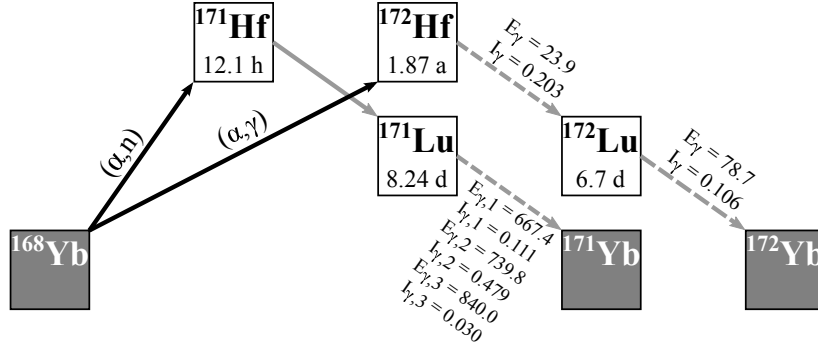 ¹⁷¹Hf
12.1 h
¹⁷²Hf
1.87 a
(α,n)
(α,γ)
Eγ = 23.9
Iγ = 0.203
¹⁷¹Lu
8.24 d
¹⁷²Lu
6.7 d
Eγ = 78.7
Iγ = 0.106
Eγ,1 = 667.4
Iγ,1 = 0.111
Eγ,2 = 739.8
Iγ,2 = 0.479
Eγ,3 = 840.0
Iγ,3 = 0.030
¹⁶⁸Yb
¹⁷¹Yb
¹⁷²Yb